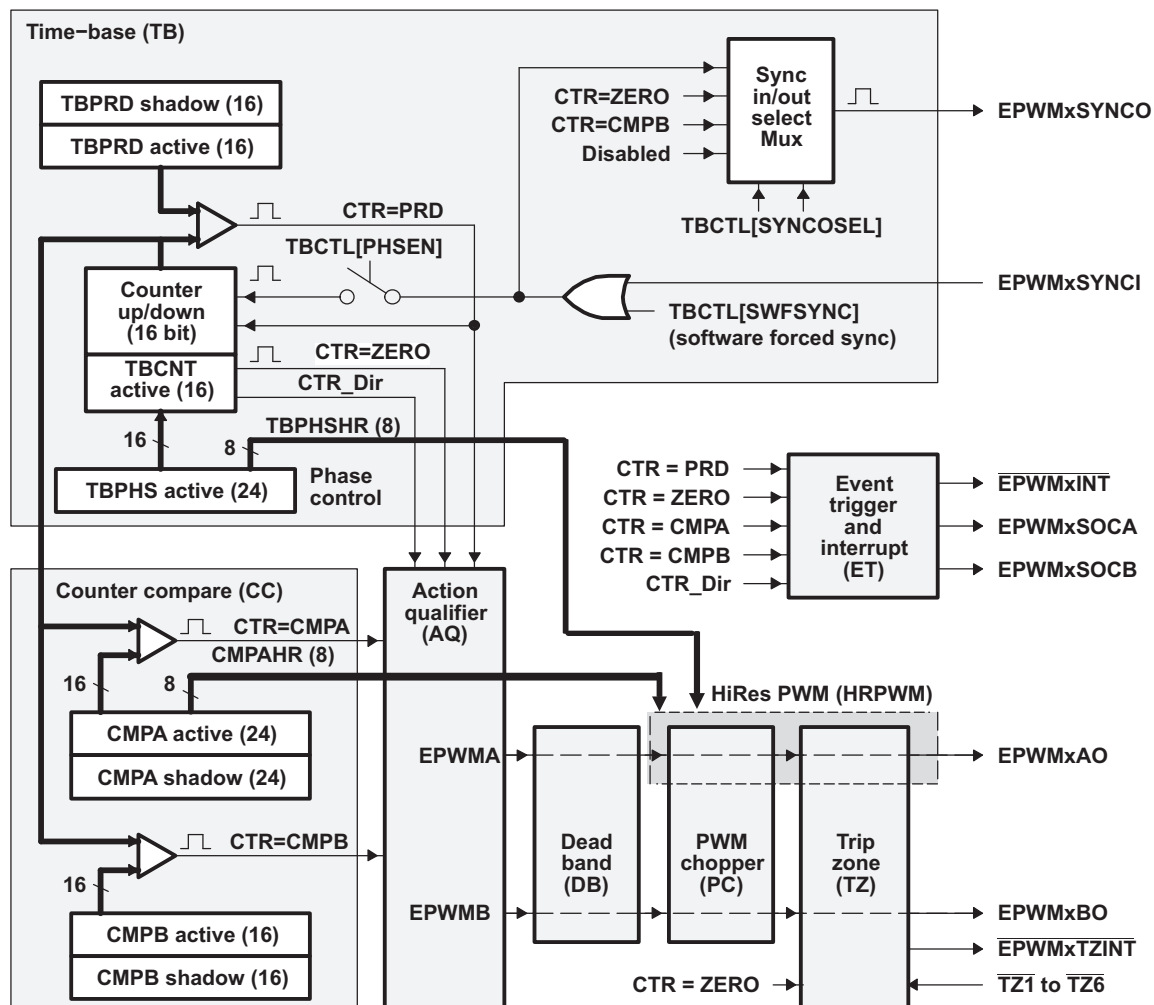 Time−base (TB)
TBPRD shadow (16)
TBPRD active (16)
CTR=ZERO
CTR=CMPB
Disabled
Sync
in/out
select
Mux
EPWMxSYNCO
TBCTL[SYNCOSEL]
CTR=PRD
TBCTL[PHSEN]
Counter
up/down
(16 bit)
TBCNT
active (16)
EPWMxSYNCI
TBCTL[SWFSYNC]
(software forced sync)
CTR=ZERO
CTR_Dir
16
8
TBPHSHR (8)
TBPHS active (24)
Phase
control
CTR = PRD
CTR = ZERO
CTR = CMPA
CTR = CMPB
CTR_Dir
Event
trigger
and
interrupt
(ET)
EPWMxINT
EPWMxSOCA
EPWMxSOCB
Counter compare (CC)
CTR=CMPA
CMPAHR (8)
16
8
CMPA active (24)
CMPA shadow (24)
CTR=CMPB
16
CMPB active (16)
CMPB shadow (16)
Action
qualifier
(AQ)
EPWMA
EPWMB
HiRes PWM (HRPWM)
Dead
band
(DB)
PWM
chopper
(PC)
Trip
zone
(TZ)
EPWMxAO
EPWMxBO
EPWMxTZINT
CTR = ZERO
TZ1 to TZ6